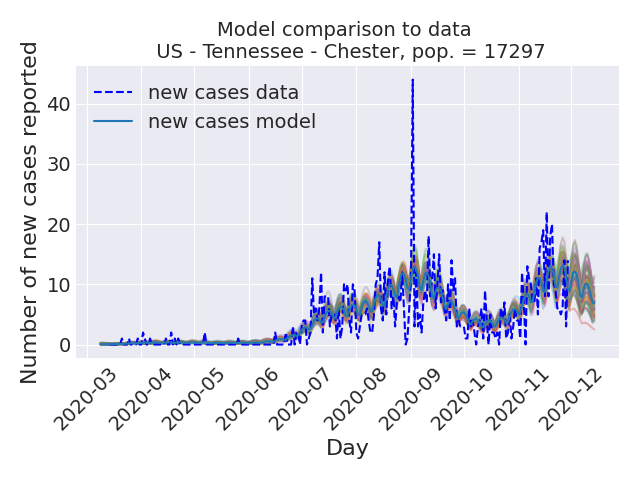 Model comparison to data
US - Tennessee - Chester, pop. = 17297
Number of new cases reported
new cases data
new cases model
40
30
20
10
0
2020-03
2020-04
2020-05
2020-06
2020-07
2020-08
2020-09
2020-10
2020-11
2020-12
Day